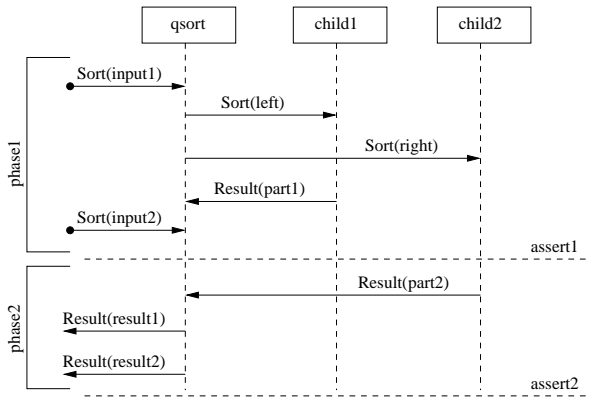 qsort child1 child2
Sort(input1)
Sort(left)
Sort(right)
Result(part1)
Sort(input2)
phase1
assert1
Result(part2)
Result(result1)
Result(result2)
phase2
assert2